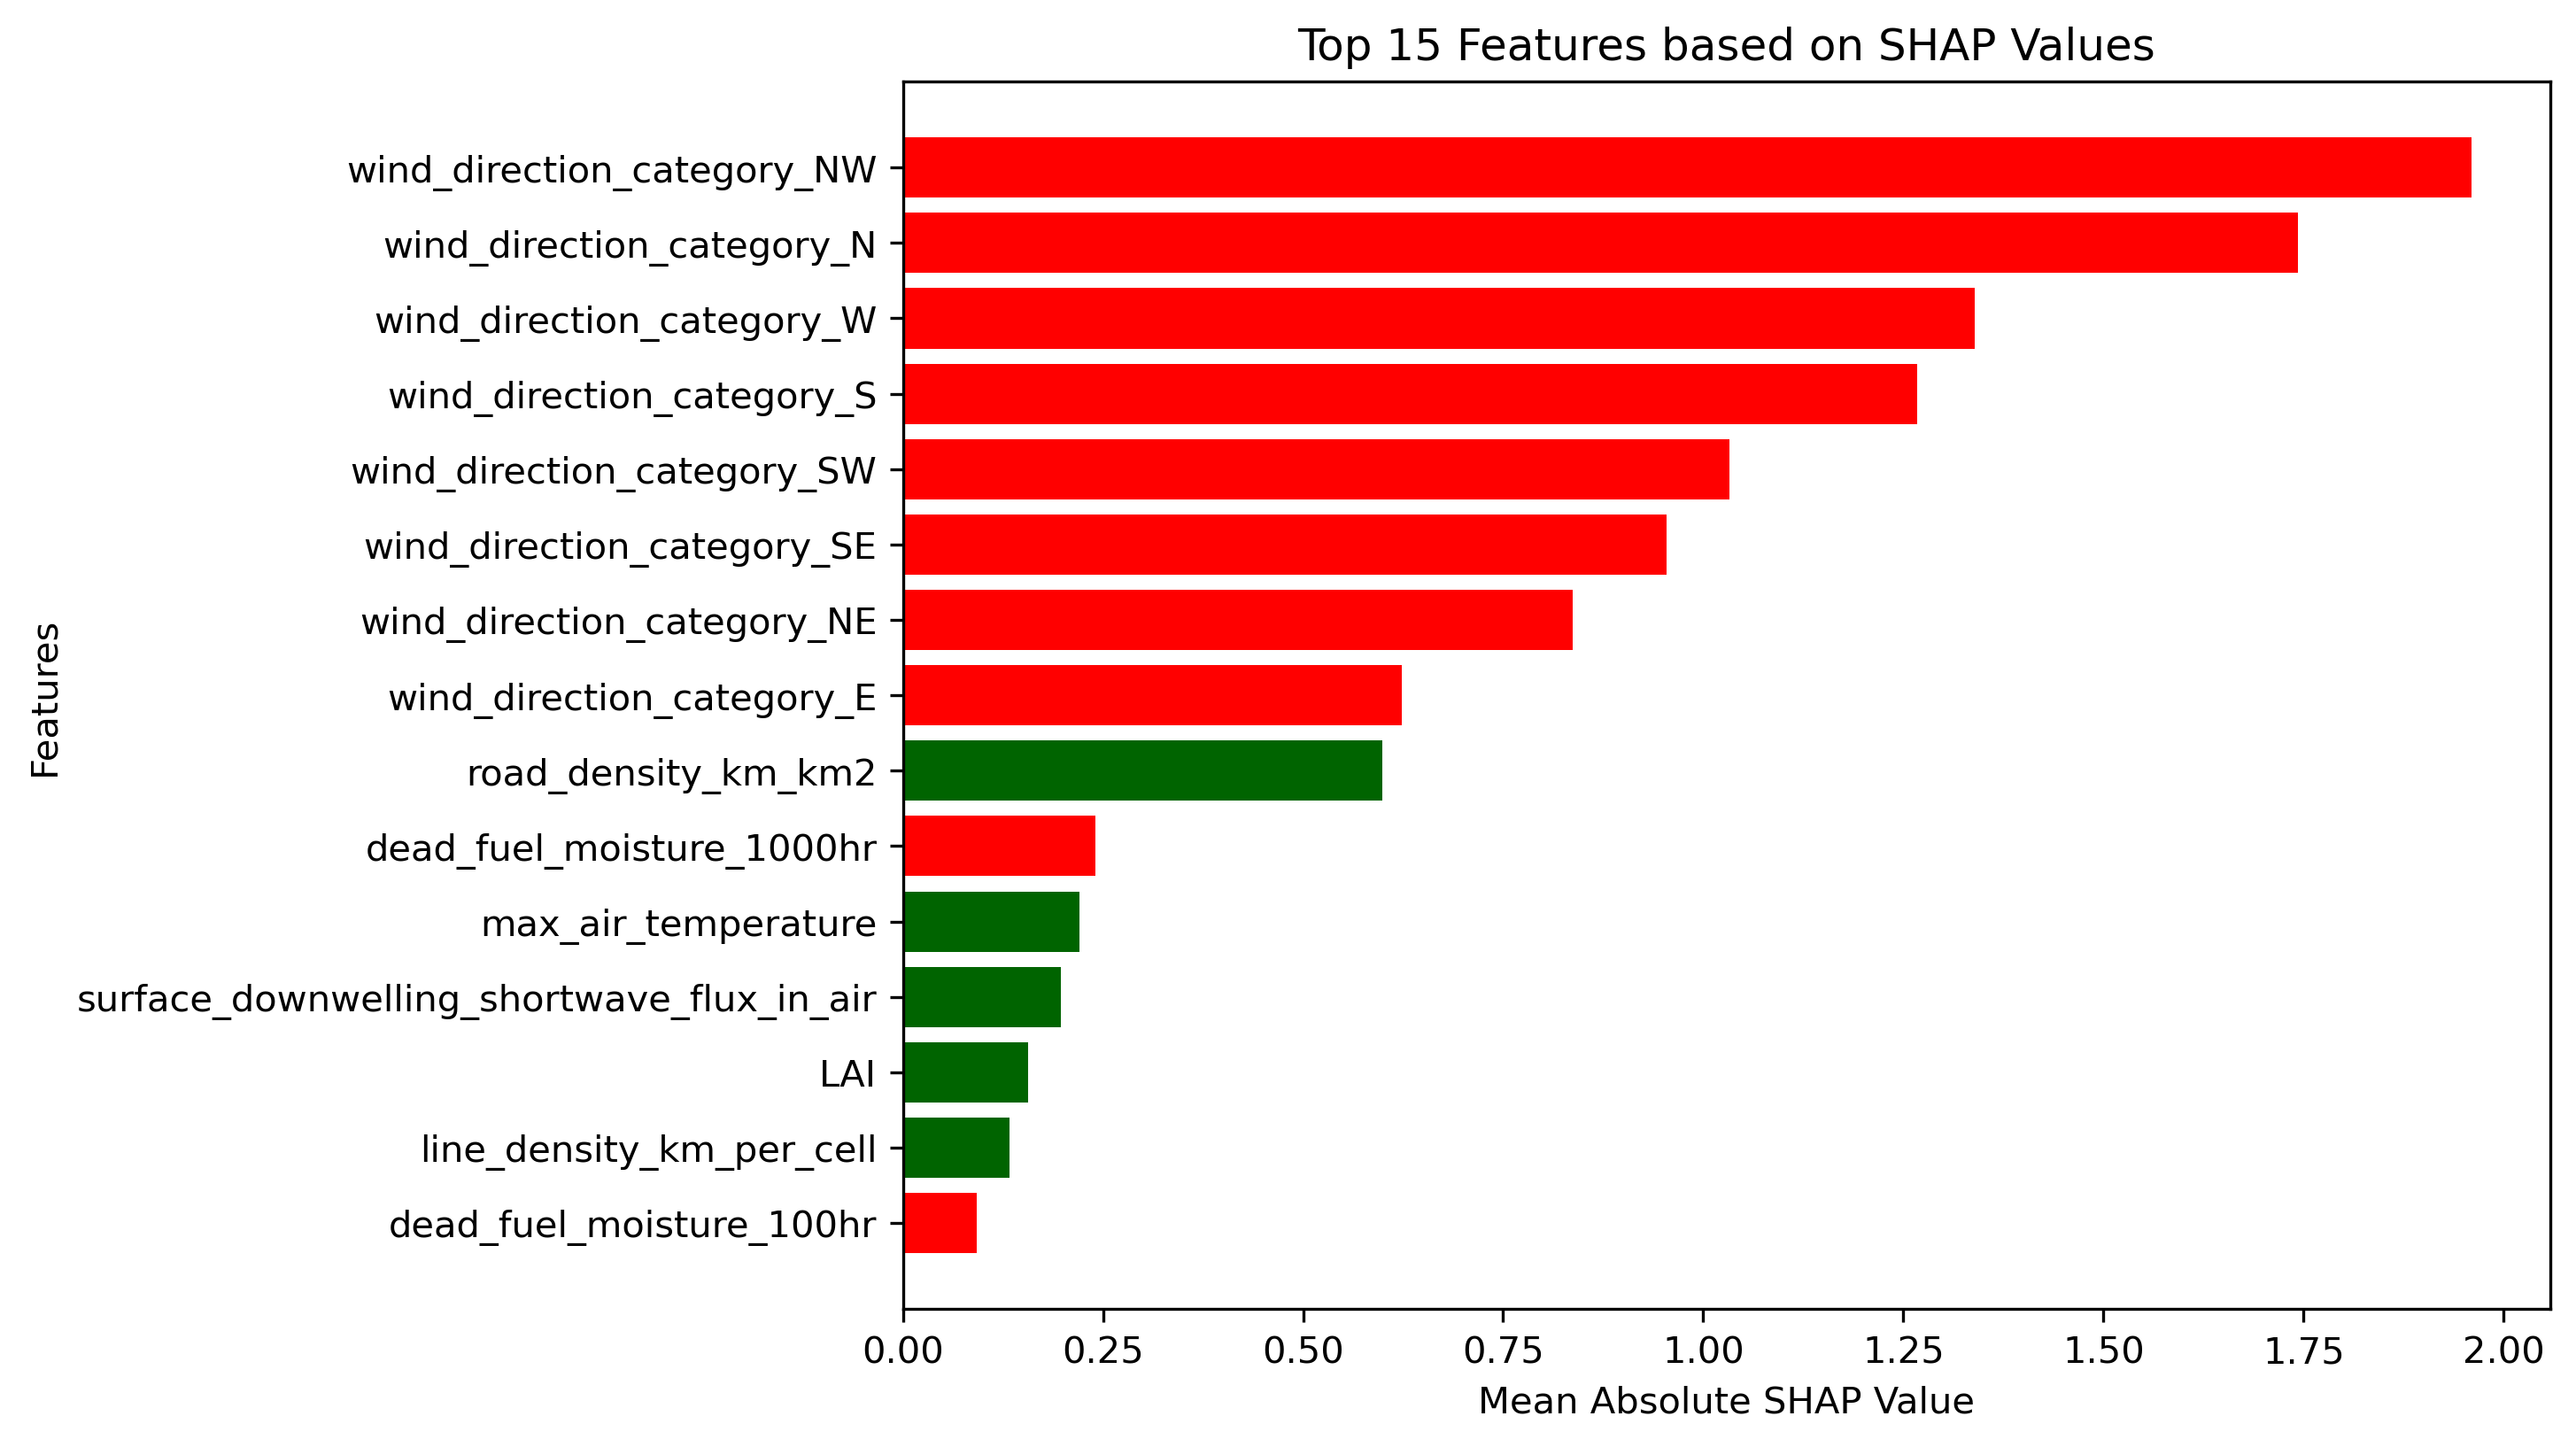 Top 15 Features based on SHAP Values
wind_direction_category_NW
wind_direction_category_N
wind_direction_category_W
wind_direction_category_S
wind_direction_category_SW
wind_direction_category_SE
wind_direction_category_NE
wind_direction_category_E
road_density_km_km2
dead_fuel_moisture_1000hr
max_air_temperature
surface_downwelling_shortwave_flux_in_air
LAI
line_density_km_per_cell
dead_fuel_moisture_100hr
Features
0.00 0.25 0.50 0.75 1.00 1.25 1.50 1.75 2.00
Mean Absolute SHAP Value